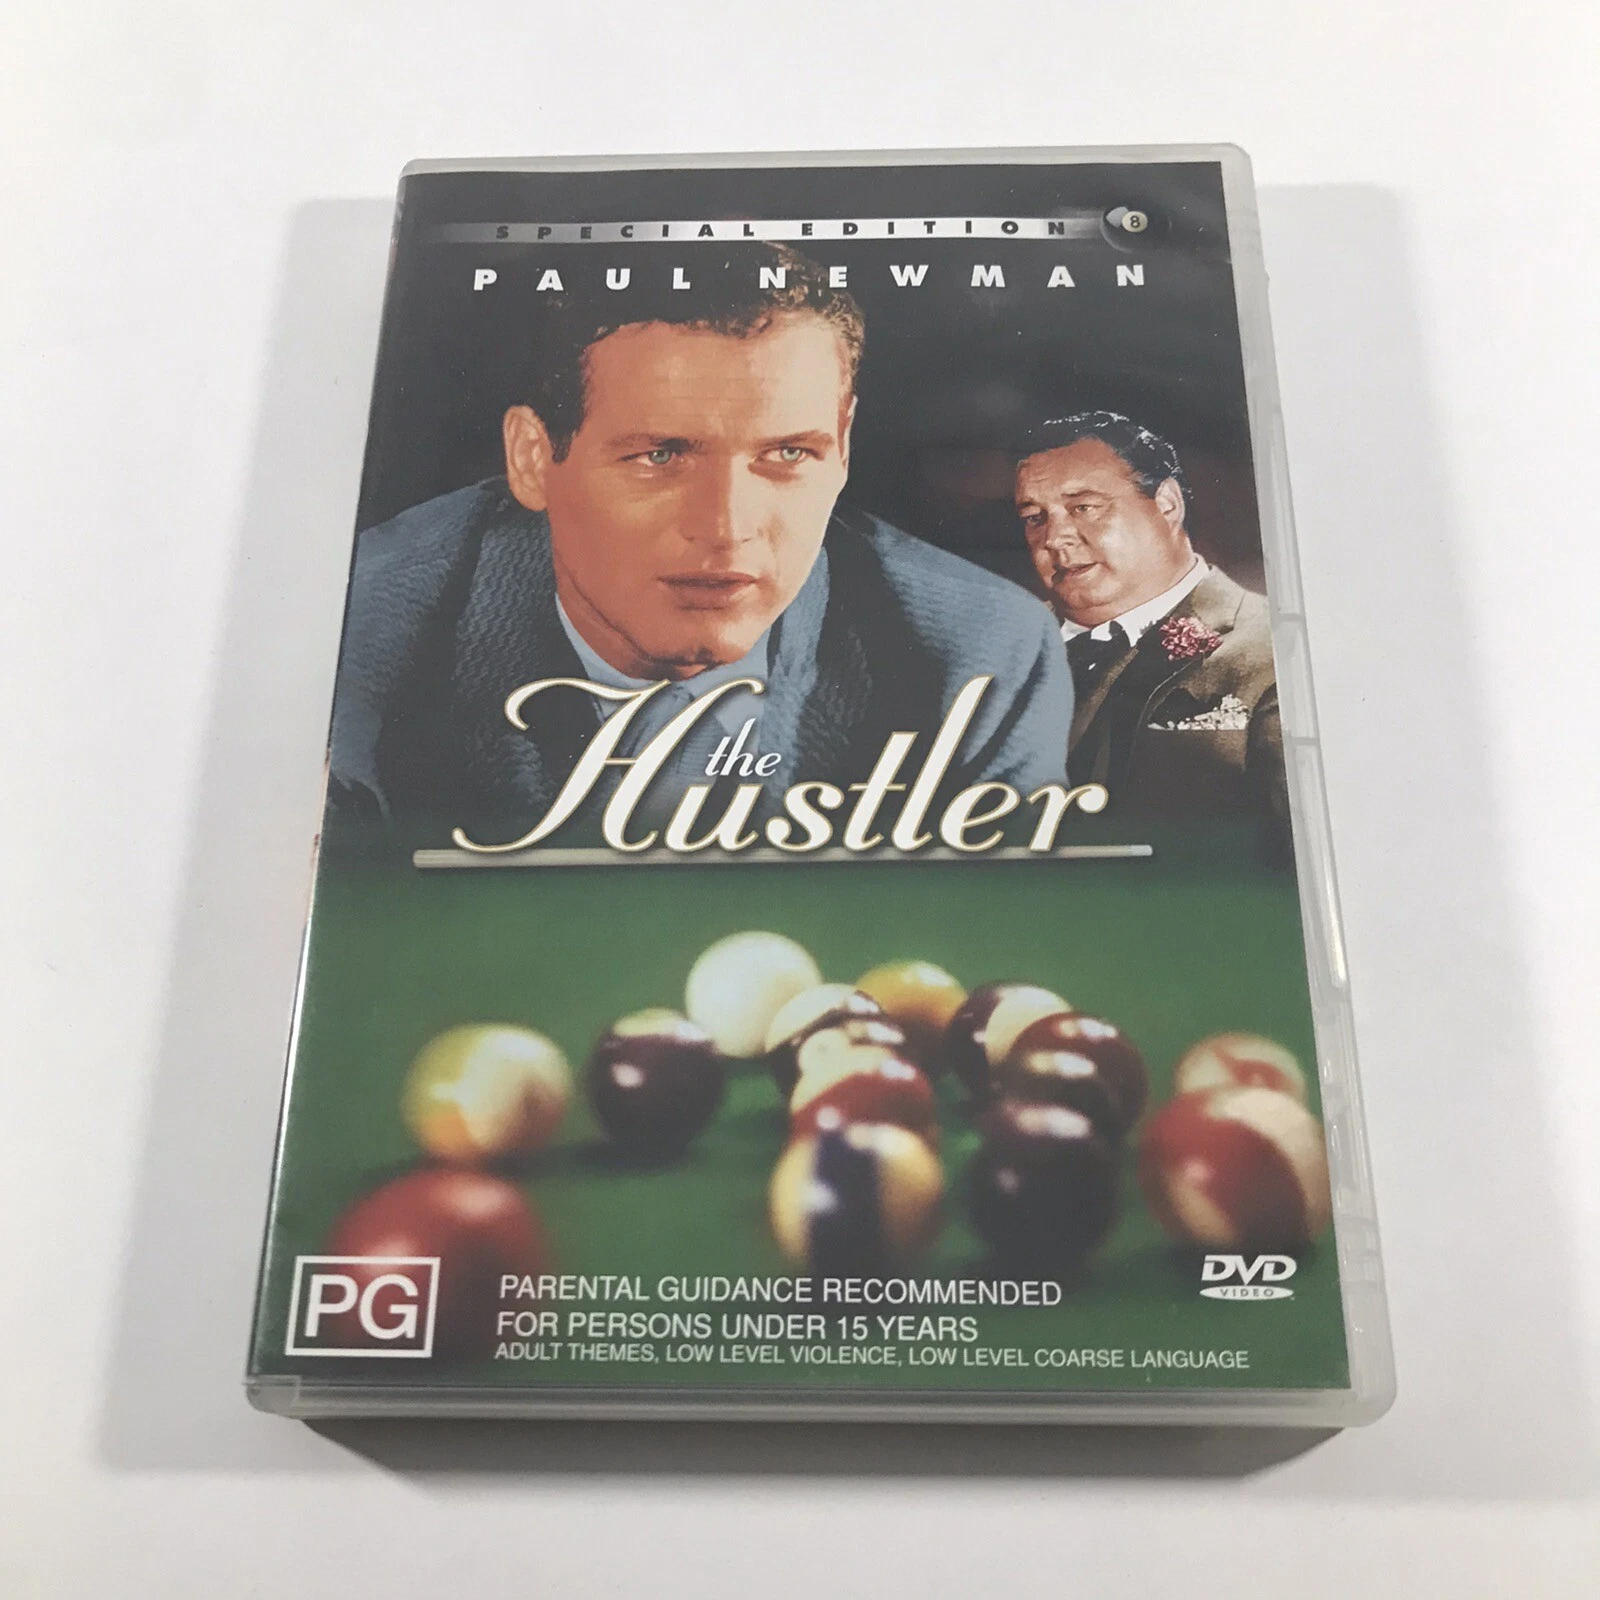 SPECIAL EDITION 8
PAUL NEWMAN
the
Hustler
PG
PARENTAL GUIDANCE RECOMMENDED
FOR PERSONS UNDER 15 YEARS
ADULT THEMES, LOW LEVEL VIOLENCE, LOW LEVEL COARSE LANGUAGE
DVD
VIDEO